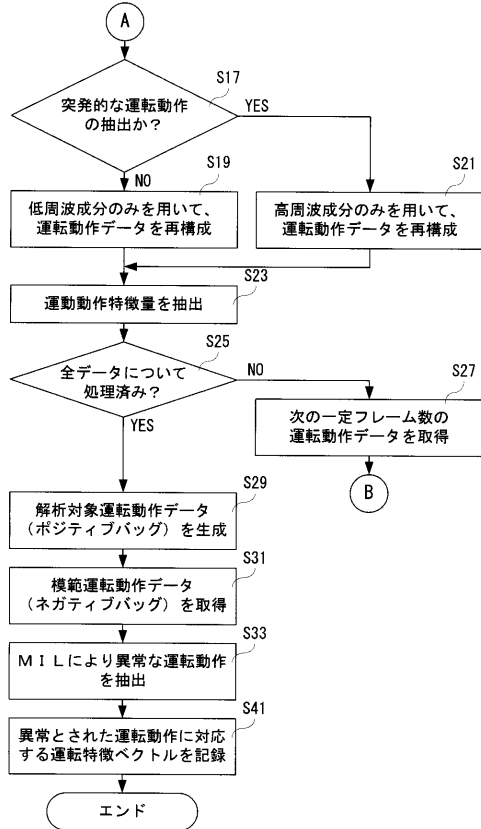 A
S17
突発的な運転動作
の抽出か？
YES
NO
S19
低周波成分のみを用いて、
運転動作データを再構成
S21
高周波成分のみを用いて、
運転動作データを再構成
S23
運動動作特徴量を抽出
S25
全データについて
処理済み？
NO
YES
S27
次の一定フレーム数の
運転動作データを取得
B
S29
解析対象運転動作データ
（ポジティブバッグ）を生成
S31
模範運転動作データ
（ネガティブバッグ）を取得
S33
ＭＩＬにより異常な運転動作
を抽出
S41
異常とされた運転動作に対応
する運転特徴ベクトルを記録
エンド